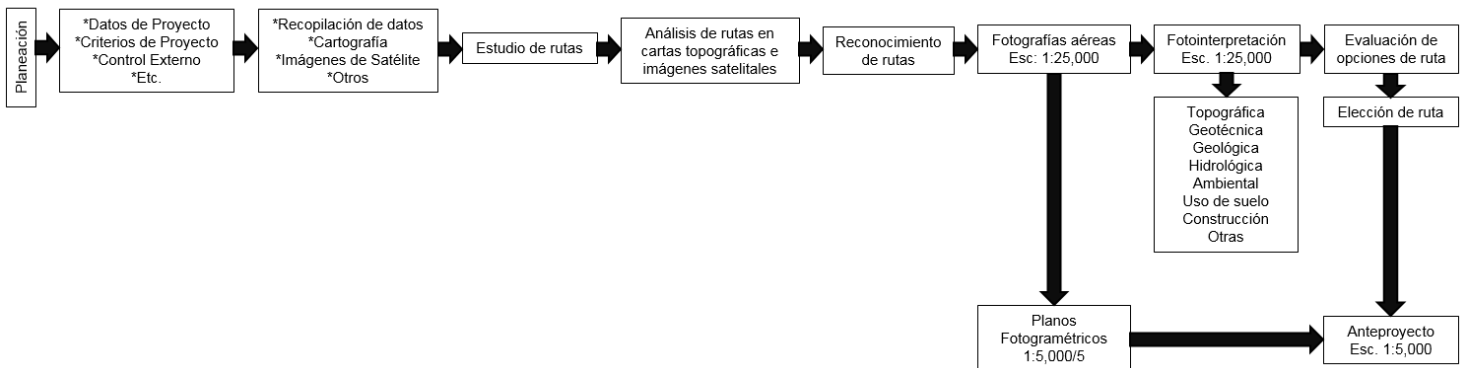 Planeación
*Datos de Proyecto
*Criterios de Proyecto
*Control Externo
*Etc.
*Recopilación de datos
*Cartografía
*Imágenes de Satélite
*Otros
Estudio de rutas
Análisis de rutas en
cartas topográficas e
imágenes satelitales
Reconocimiento
de rutas
Fotografías aéreas
Esc: 1:25,000
Fotointerpretación
Esc. 1:25,000
Evaluación de
opciones de ruta
Topográfica
Geotécnica
Geológica
Hidrológica
Ambiental
Uso de suelo
Construcción
Otras
Elección de ruta
Planos
Fotogramétricos
1:5,000/5
Anteproyecto
Esc. 1:5,000